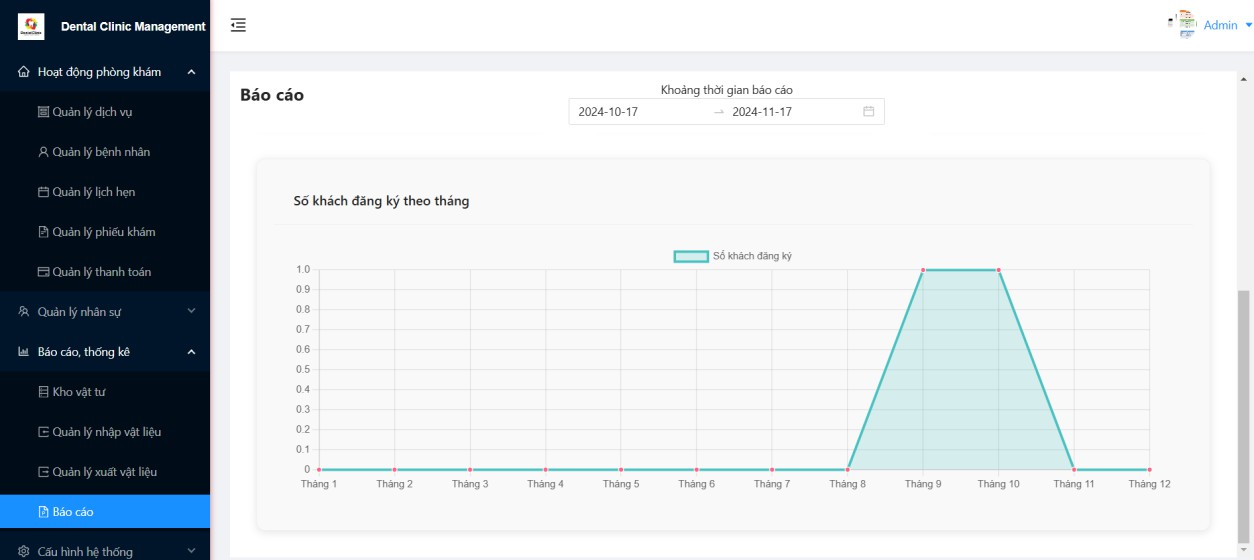 Dental Clinic Management
Admin
Hoạt động phòng khám
Quản lý dịch vụ
Quản lý bệnh nhân
Quản lý lịch hẹn
Quản lý phiếu khám
Quản lý thanh toán
Quản lý nhân sự
Báo cáo, thống kê
Kho vật tư
Quản lý nhập vật liệu
Quản lý xuất vật liệu
Báo cáo
Cấu hình hệ thống
Báo cáo
Khoảng thời gian báo cáo
2024-10-17 → 2024-11-17
Số khách đăng ký theo tháng
Số khách đăng ký
1.0
0.9
0.8
0.7
0.6
0.5
0.4
0.3
0.2
0.1
0
Tháng 1 Tháng 2 Tháng 3 Tháng 4 Tháng 5 Tháng 6 Tháng 7 Tháng 8 Tháng 9 Tháng 10 Tháng 11 Tháng 12